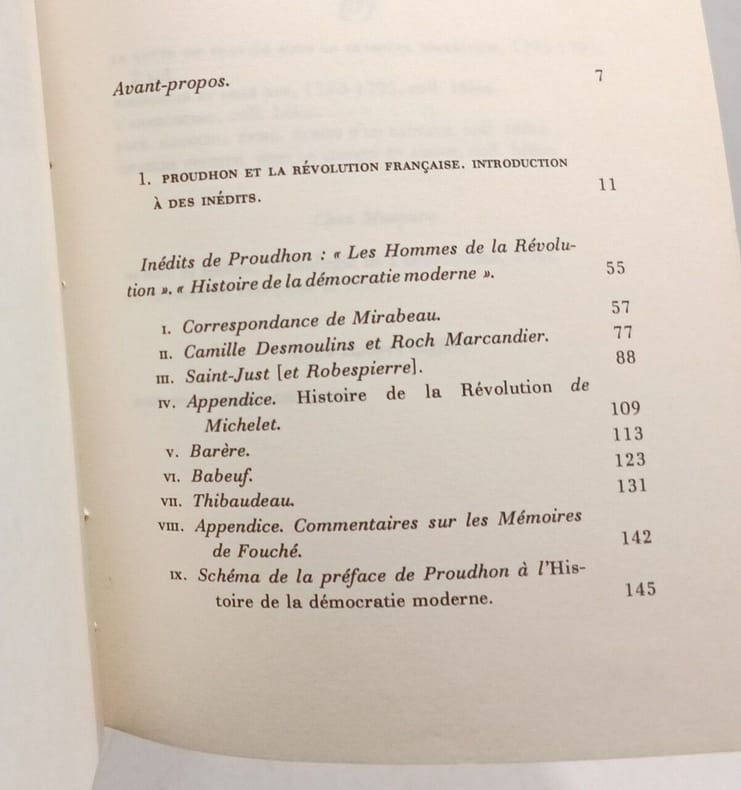 Avant-propos. 7
1. PROUDHON ET LA RÉVOLUTION FRANÇAISE. INTRODUCTION
À DES INÉDITS. 11
Inédits de Proudhon : « Les Hommes de la Révolu-
tion ». « Histoire de la démocratie moderne ». 55
I. Correspondance de Mirabeau. 57
II. Camille Desmoulins et Roch Marcandier. 77
III. Saint-Just [et Robespierre]. 88
IV. Appendice. Histoire de la Révolution de
Michelet. 109
V. Barère. 113
VI. Babeuf. 123
VII. Thibaudeau. 131
VIII. Appendice. Commentaires sur les Mémoires
de Fouché. 142
IX. Schéma de la préface de Proudhon à l'His-
toire de la démocratie moderne. 145